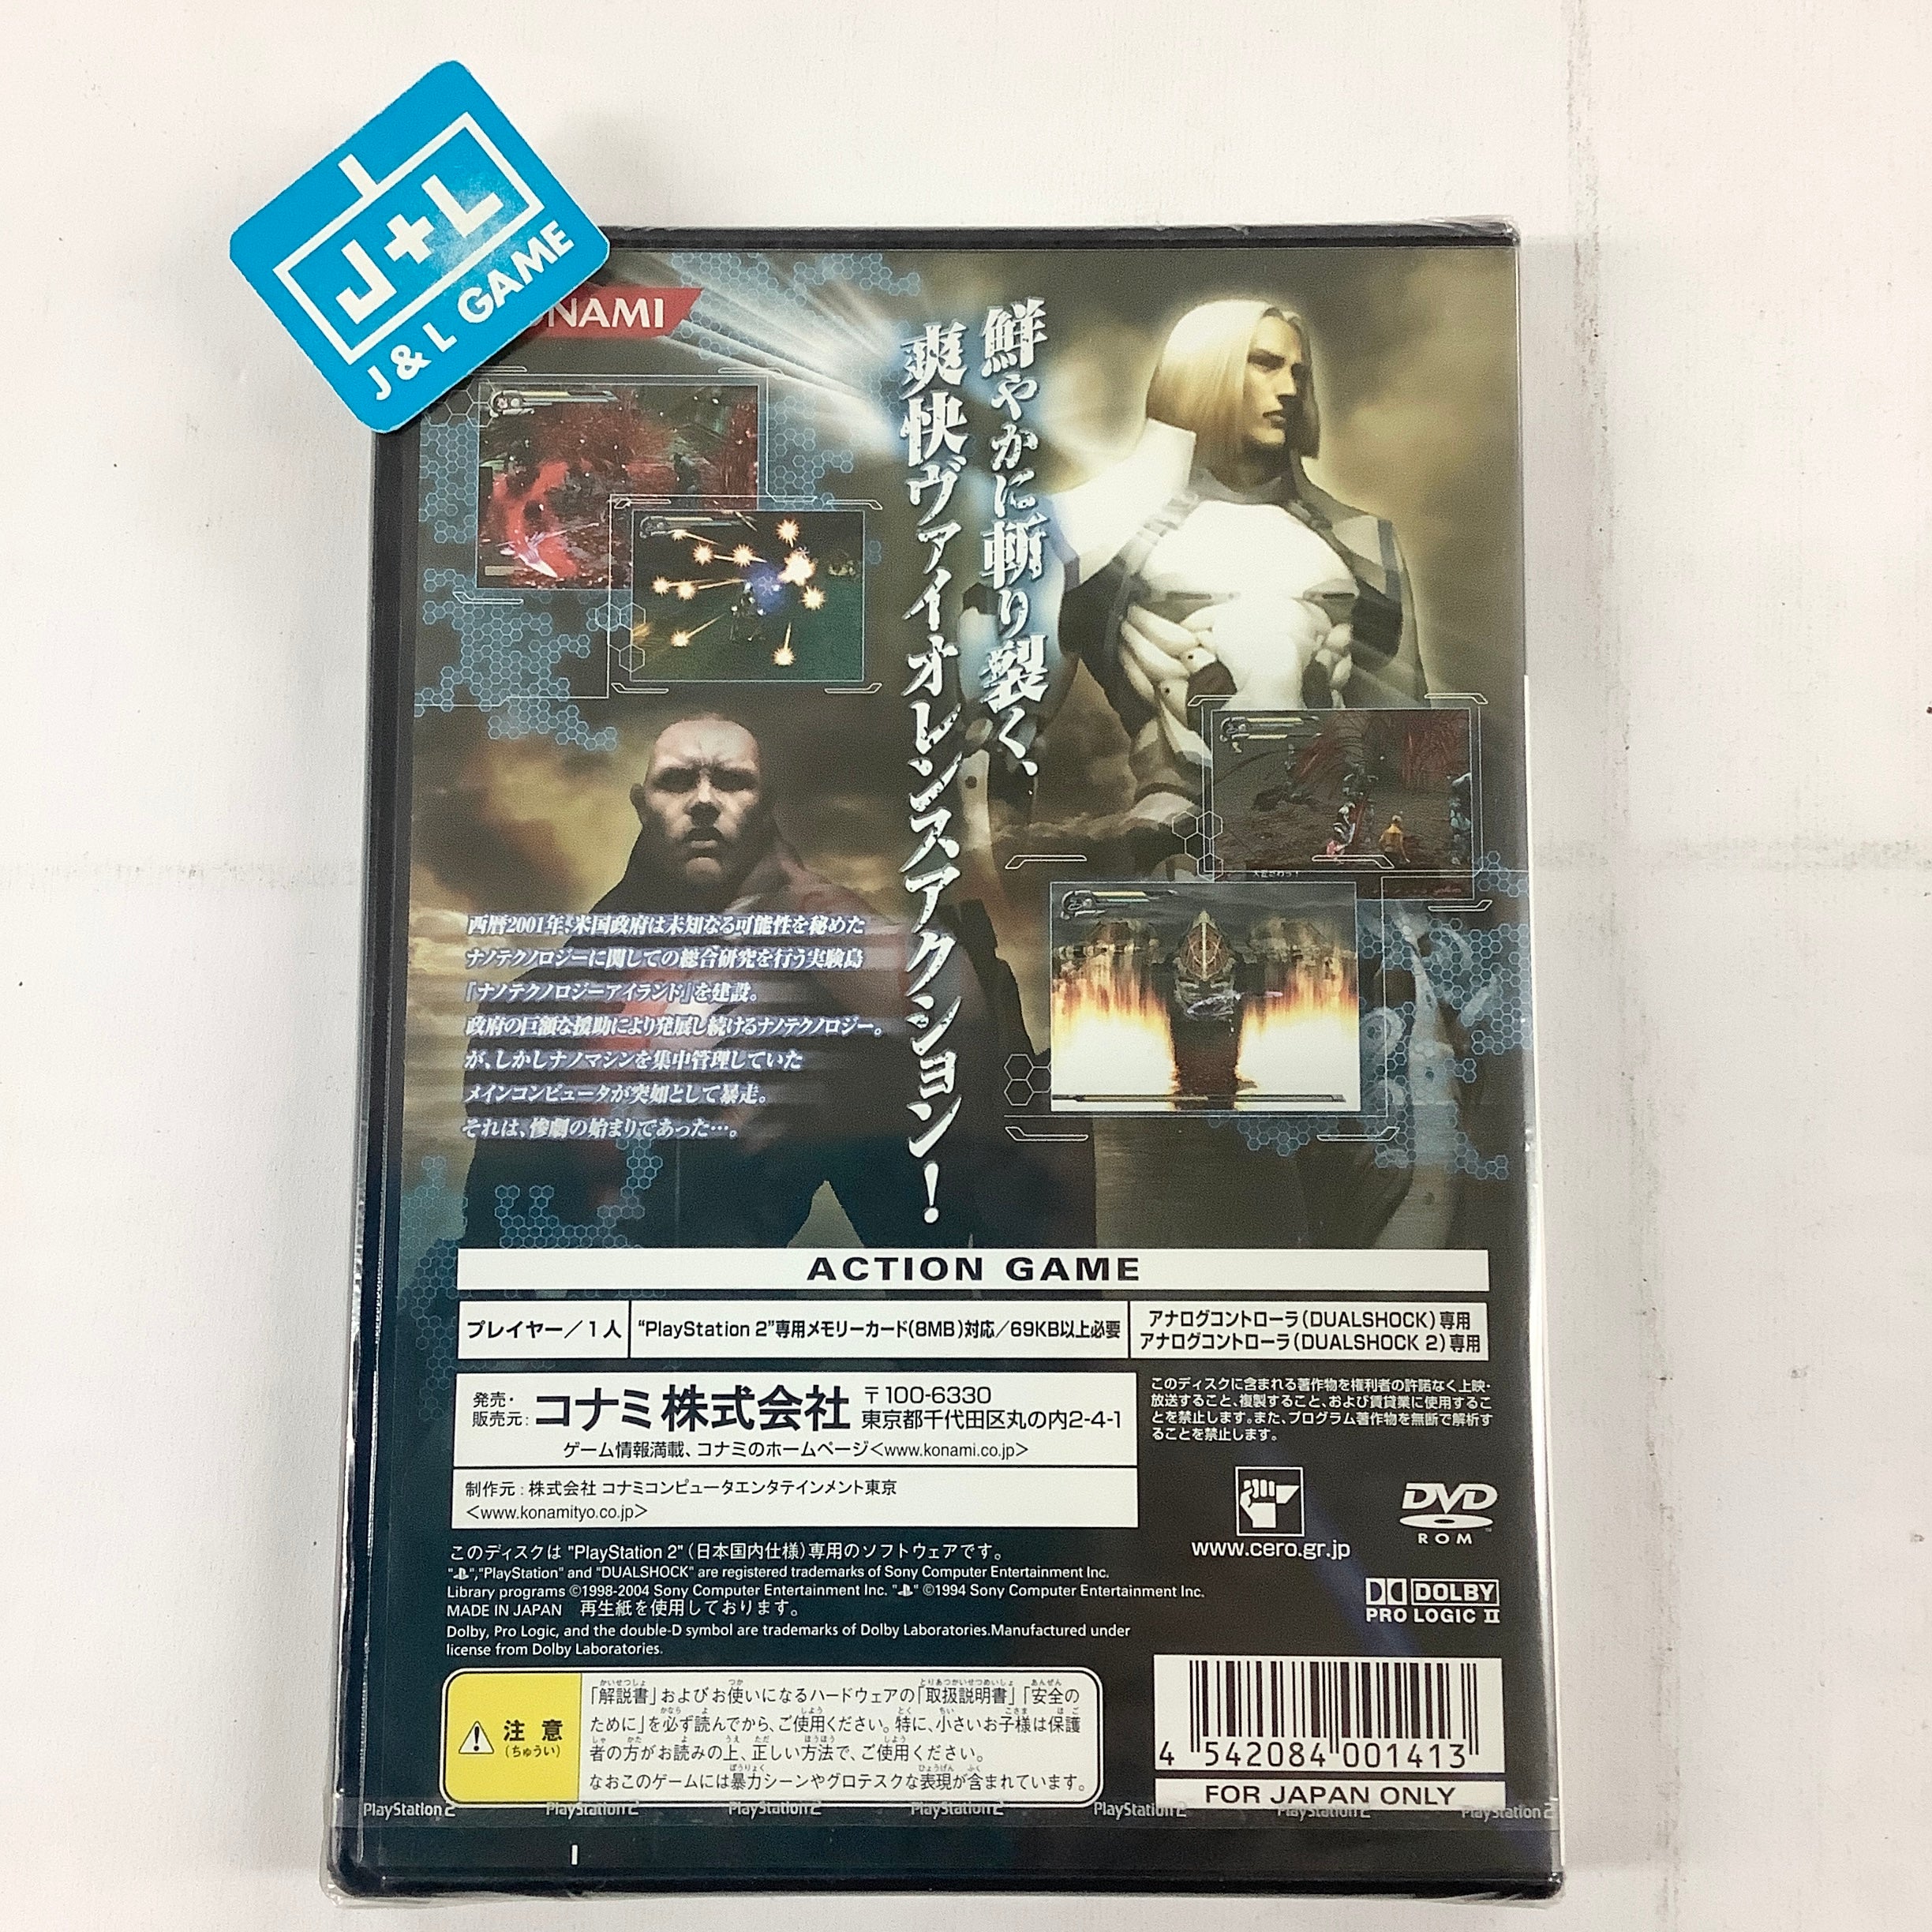 J+L
J & L GAME
KONAMI
鮮やかに斬り裂く、
爽快ヴァイオレンスアクション!
西暦2001年、米国政府は未知なる可能性を秘めた
ナノテクノロジーに関しての総合研究を行う実験島
「ナノテクノロジーアイランド」を建設。
政府の巨額な援助により発展し続けるナノテクノロジー。
が、しかしナノマシンを集中管理していた
メインコンピュータが突如として暴走。
それは、惨劇の始まりであった…。
ACTION GAME
プレイヤー/1人
"PlayStation 2"専用メモリーカード(8MB)対応/69KB以上必要
アナログコントローラ(DUALSHOCK)専用
アナログコントローラ(DUALSHOCK 2)専用
発売・
販売元:コナミ株式会社
〒100-6330
東京都千代田区丸の内2-4-1
ゲーム情報満載、コナミのホームページ<www.konami.co.jp>
制作元:株式会社 コナミコンピュータエンタテインメント東京
<www.konamityo.co.jp>
このディスクに含まれる著作物を権利者の許諾なく上映・
放送すること、複製すること、および賃貸業に使用するこ
とを禁止します。また、プログラム著作物を無断で解析す
ることを禁止します。
www.cero.gr.jp
DVD
ROM
このディスクは "PlayStation 2" (日本国内仕様)専用のソフトウェアです。
" ","PlayStation" and "DUALSHOCK" are registered trademarks of Sony Computer Entertainment Inc.
Library programs ©1998-2004 Sony Computer Entertainment Inc. " " ©1994 Sony Computer Entertainment Inc.
MADE IN JAPAN 再生紙を使用しております。
Dolby, Pro Logic, and the double-D symbol are trademarks of Dolby Laboratories.Manufactured under
license from Dolby Laboratories.
DOLBY
PRO LOGIC II
注意
(ちゅうい)
「解説書」およびお使いになるハードウェアの「取扱説明書」「安全の
ために」を必ず読んでから、ご使用ください。特に、小さいお子様は保護
者の方がお読みの上、正しい方法で、ご使用ください。
なおこのゲームには暴力シーンやグロテスクな表現が含まれています。
4 542084 001413
FOR JAPAN ONLY
PlayStation 2 PlayStation 2 PlayStation 2 PlayStation 2 PlayStation 2 PlayStation 2 PlayStation 2